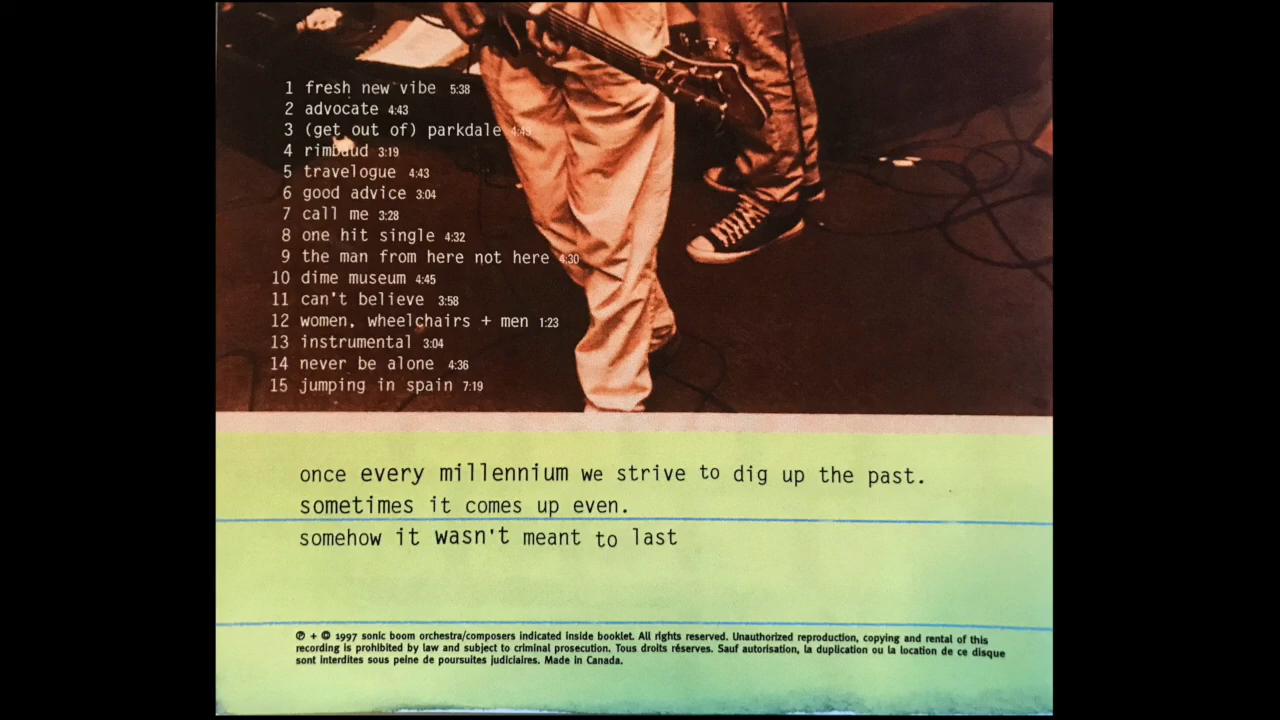 1 fresh new vibe 5:38
2 advocate 4:43
3 (get out of) parkdale 4:49
4 rimbaud 3:19
5 travelogue 4:43
6 good advice 3:04
7 call me 3:28
8 one hit single 4:32
9 the man from here not here 4:30
10 dime museum 4:45
11 can't believe 3:58
12 women, wheelchairs + men 1:23
13 instrumental 3:04
14 never be alone 4:36
15 jumping in spain 7:19
once every millennium we strive to dig up the past.
sometimes it comes up even.
somehow it wasn't meant to last
℗ + © 1997 sonic boom orchestra/composers indicated inside booklet. All rights reserved. Unauthorized reproduction, copying and rental of this
recording is prohibited by law and subject to criminal prosecution. Tous droits réserves. Sauf autorisation, la duplication ou la location de ce disque
sont interdites sous peine de poursuites judiciaires. Made in Canada.